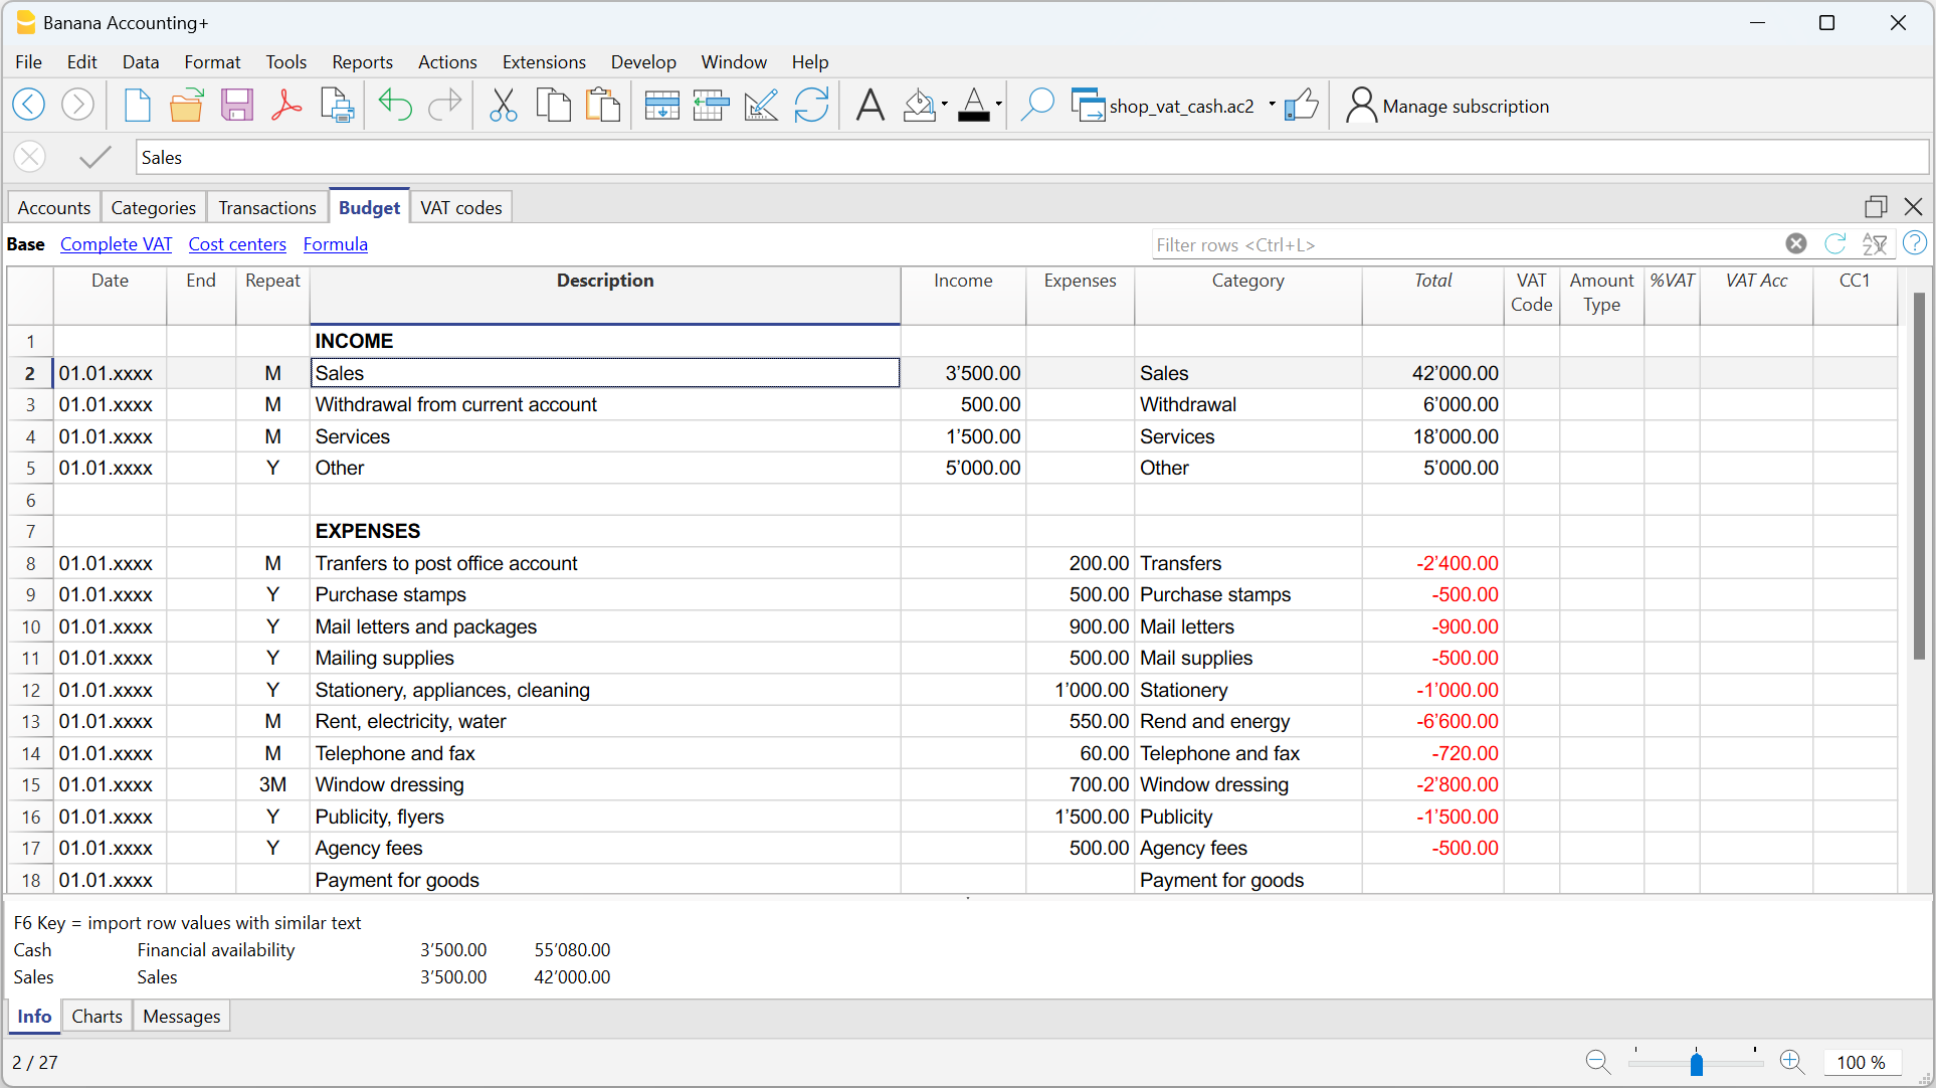 Banana Accounting+
File Edit Data Format Tools Reports Actions Extensions Develop Window Help
shop_vat_cash.ac2 Manage subscription
Sales
Accounts Categories Transactions Budget VAT codes
Base Complete VAT Cost centers Formula Filter rows <Ctrl+L>
Date End Repeat Description Income Expenses Category Total VAT Code Amount Type %VAT VAT Acc CC1
1 INCOME
2 01.01.xxxx M Sales 3'500.00 Sales 42'000.00
3 01.01.xxxx M Withdrawal from current account 500.00 Withdrawal 6'000.00
4 01.01.xxxx M Services 1'500.00 Services 18'000.00
5 01.01.xxxx Y Other 5'000.00 Other 5'000.00
6
7 EXPENSES
8 01.01.xxxx M Tranfers to post office account 200.00 Transfers -2'400.00
9 01.01.xxxx Y Purchase stamps 500.00 Purchase stamps -500.00
10 01.01.xxxx Y Mail letters and packages 900.00 Mail letters -900.00
11 01.01.xxxx Y Mailing supplies 500.00 Mail supplies -500.00
12 01.01.xxxx Y Stationery, appliances, cleaning 1'000.00 Stationery -1'000.00
13 01.01.xxxx M Rent, electricity, water 550.00 Rend and energy -6'600.00
14 01.01.xxxx M Telephone and fax 60.00 Telephone and fax -720.00
15 01.01.xxxx 3M Window dressing 700.00 Window dressing -2'800.00
16 01.01.xxxx Y Publicity, flyers 1'500.00 Publicity -1'500.00
17 01.01.xxxx Y Agency fees 500.00 Agency fees -500.00
18 01.01.xxxx Payment for goods Payment for goods
F6 Key = import row values with similar text
Cash Financial availability 3'500.00 55'080.00
Sales Sales 3'500.00 42'000.00
Info Charts Messages
2 / 27 100 %